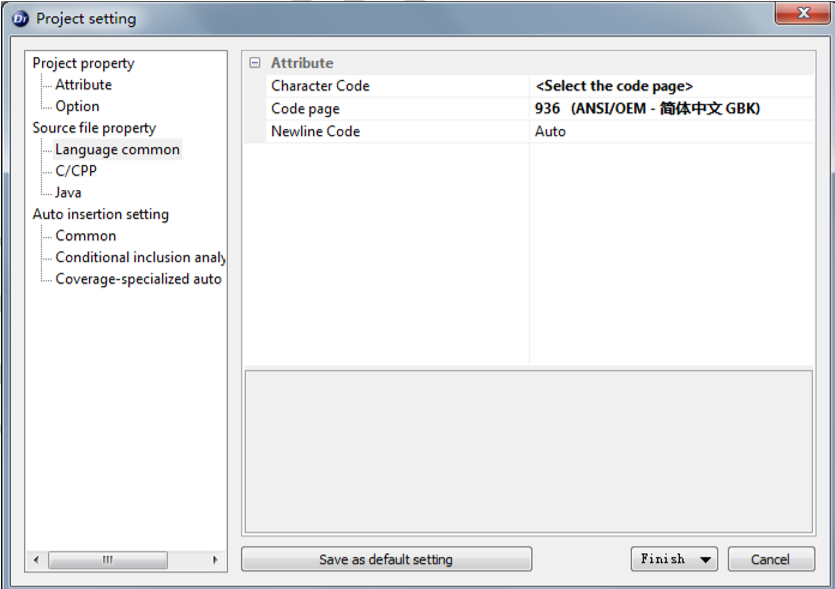 Project setting
Project property
Attribute
Option
Source file property
Language common
C/CPP
Java
Auto insertion setting
Common
Conditional inclusion analy
Coverage-specialized auto
Attribute
Character Code <Select the code page>
Code page 936 (ANSI/OEM - 简体中文 GBK)
Newline Code Auto
Save as default setting
Finish
Cancel